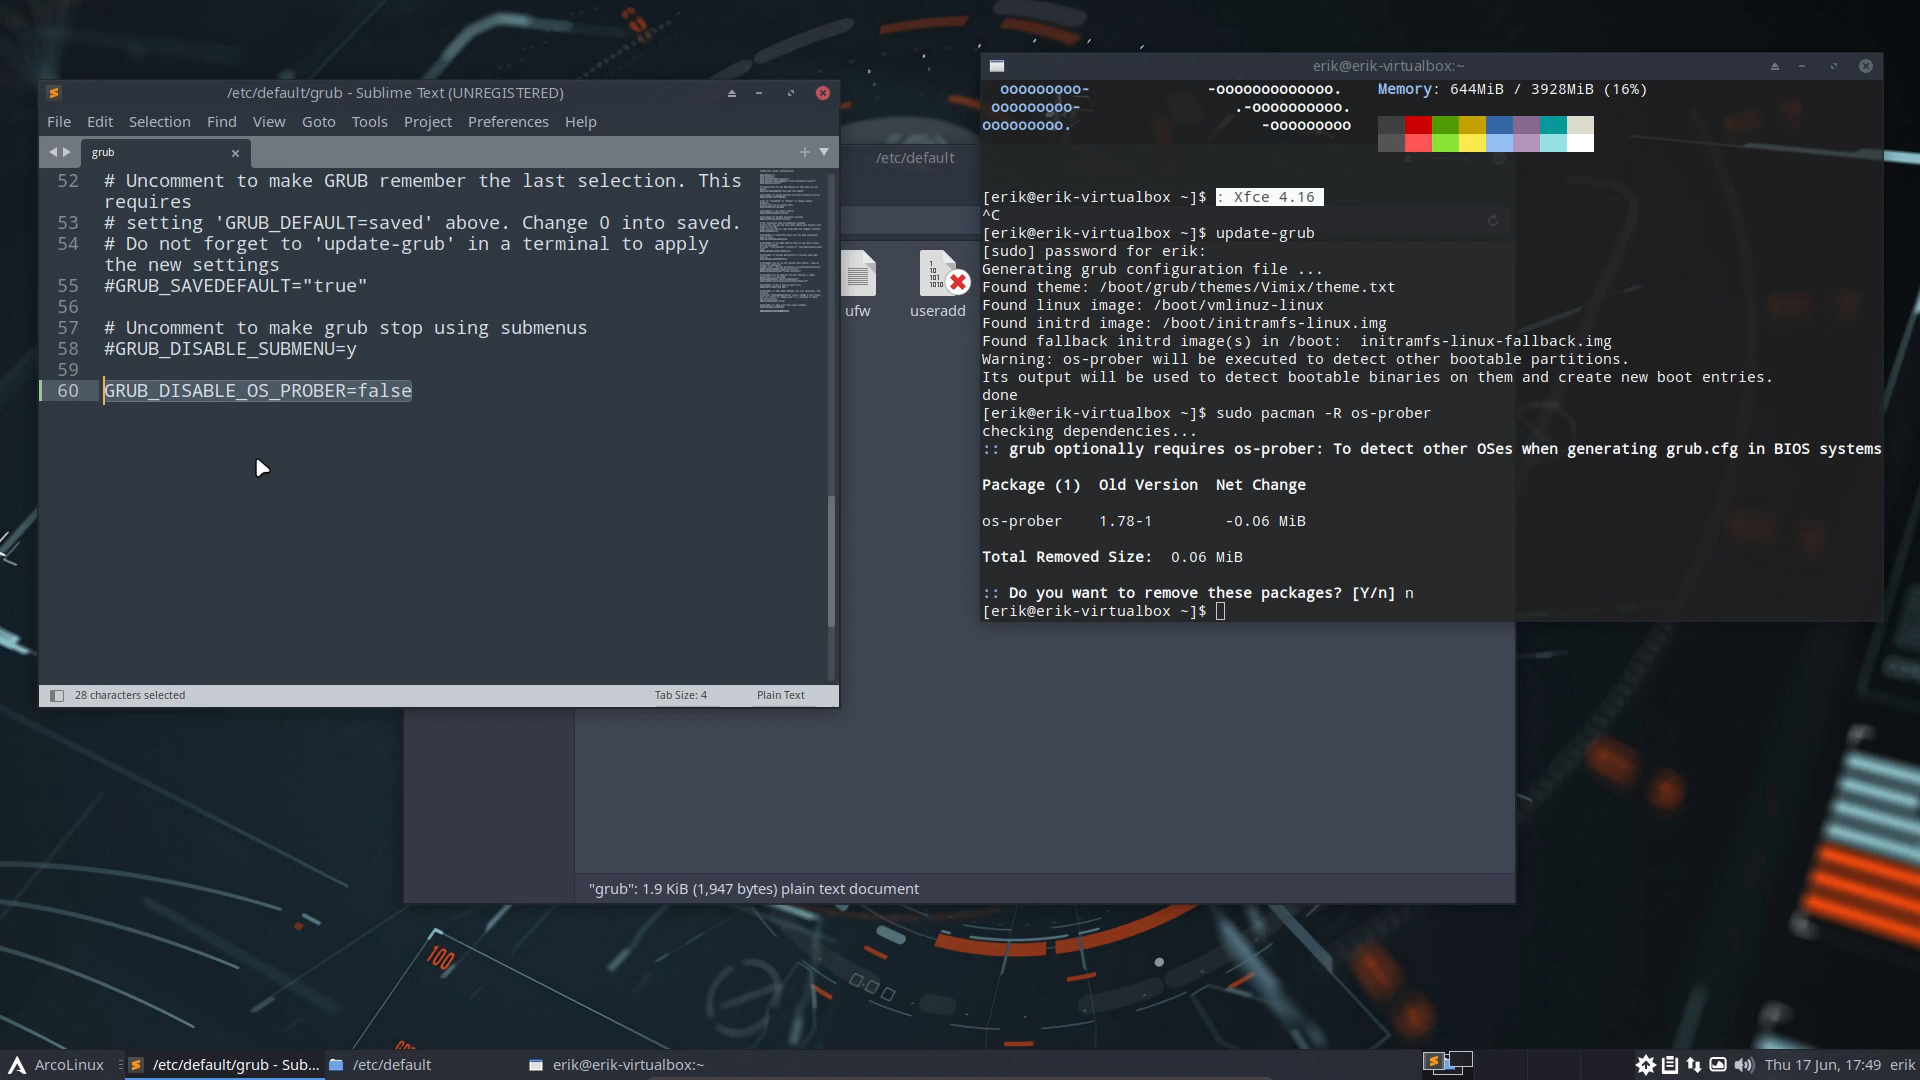 /etc/default/grub - Sublime Text (UNREGISTERED)
File Edit Selection Find View Goto Tools Project Preferences Help
grub
52 # Uncomment to make GRUB remember the last selection. This
requires
53 # setting 'GRUB_DEFAULT=saved' above. Change 0 into saved.
54 # Do not forget to 'update-grub' in a terminal to apply
the new settings
55 #GRUB_SAVEDEFAULT="true"
56
57 # Uncomment to make grub stop using submenus
58 #GRUB_DISABLE_SUBMENU=y
59
60 GRUB_DISABLE_OS_PROBER=false
28 characters selected
Tab Size: 4
Plain Text
/etc/default
ufw
useradd
"grub": 1.9 KiB (1,947 bytes) plain text document
erik@erik-virtualbox:~
ooooooooo- -ooooooooooooo. Memory: 644MiB / 3928MiB (16%)
ooooooooo- .-oooooooooo.
ooooooooo. -ooooooooo
[erik@erik-virtualbox ~]$ : Xfce 4.16
^C
[erik@erik-virtualbox ~]$ update-grub
[sudo] password for erik:
Generating grub configuration file ...
Found theme: /boot/grub/themes/Vimix/theme.txt
Found linux image: /boot/vmlinuz-linux
Found initrd image: /boot/initramfs-linux.img
Found fallback initrd image(s) in /boot:  initramfs-linux-fallback.img
Warning: os-prober will be executed to detect other bootable partitions.
Its output will be used to detect bootable binaries on them and create new boot entries.
done
[erik@erik-virtualbox ~]$ sudo pacman -R os-prober
checking dependencies...
:: grub optionally requires os-prober: To detect other OSes when generating grub.cfg in BIOS systems
Package (1)  Old Version  Net Change
os-prober    1.78-1        -0.06 MiB
Total Removed Size:  0.06 MiB
:: Do you want to remove these packages? [Y/n] n
[erik@erik-virtualbox ~]$
100
ArcoLinux
/etc/default/grub - Sub...
/etc/default
erik@erik-virtualbox:~
Thu 17 Jun, 17:49 erik